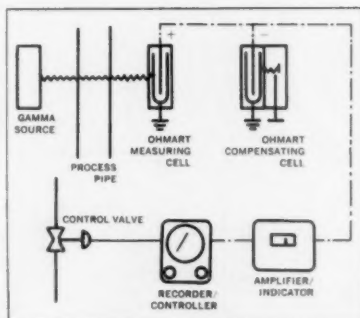 +
−
GAMMA
SOURCE
PROCESS
PIPE
OHMART
MEASURING
CELL
OHMART
COMPENSATING
CELL
CONTROL VALVE
RECORDER/
CONTROLLER
AMPLIFIER/
INDICATOR